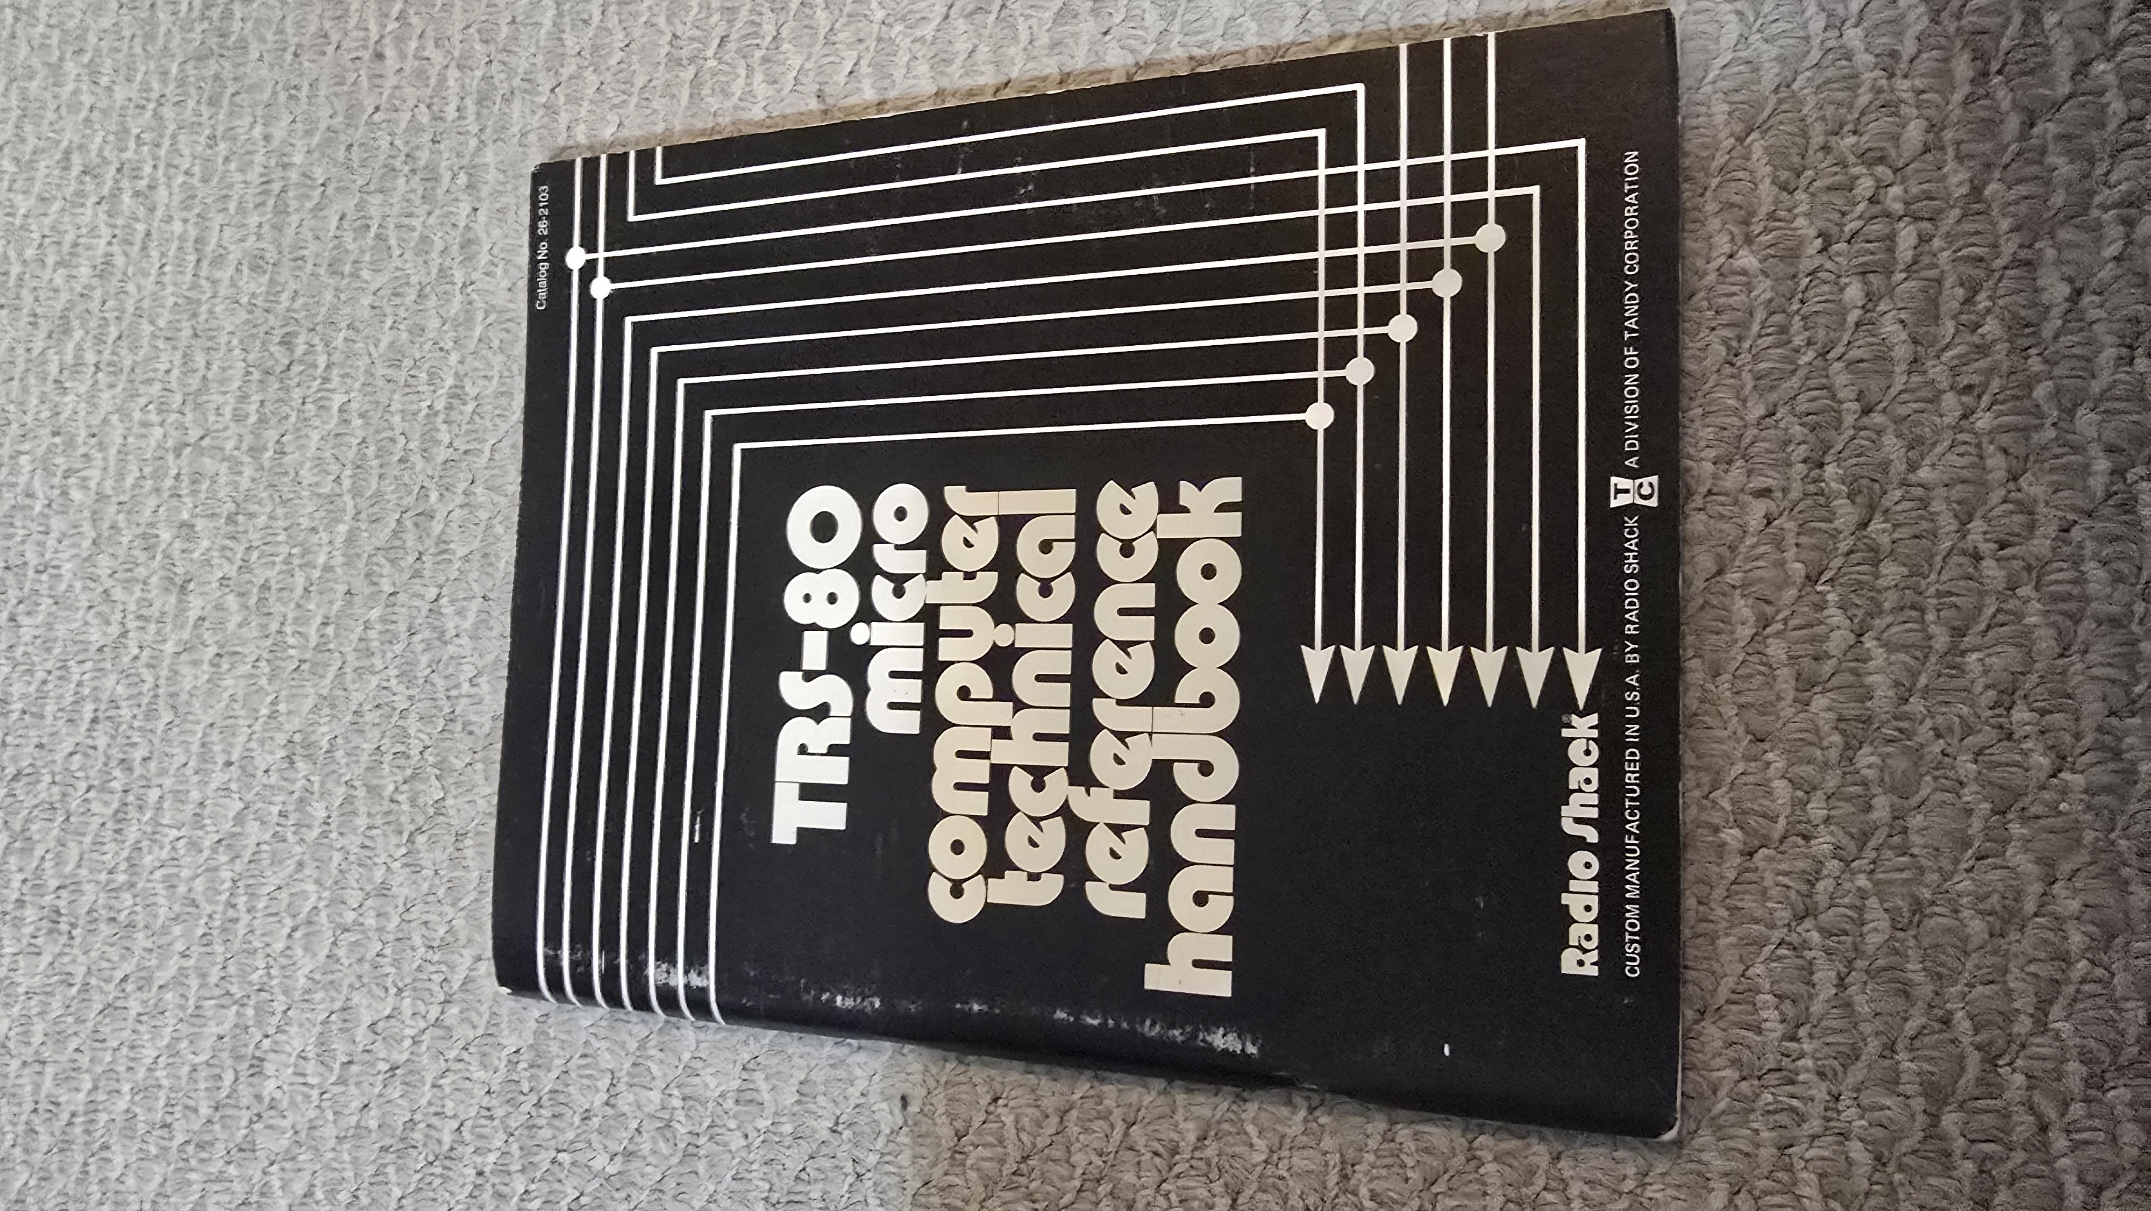 Catalog No. 26-2103
TRS-80
micro
computer
technical
reference
handbook
Radio Shack®
CUSTOM MANUFACTURED IN U.S.A. BY RADIO SHACK TC A DIVISION OF TANDY CORPORATION